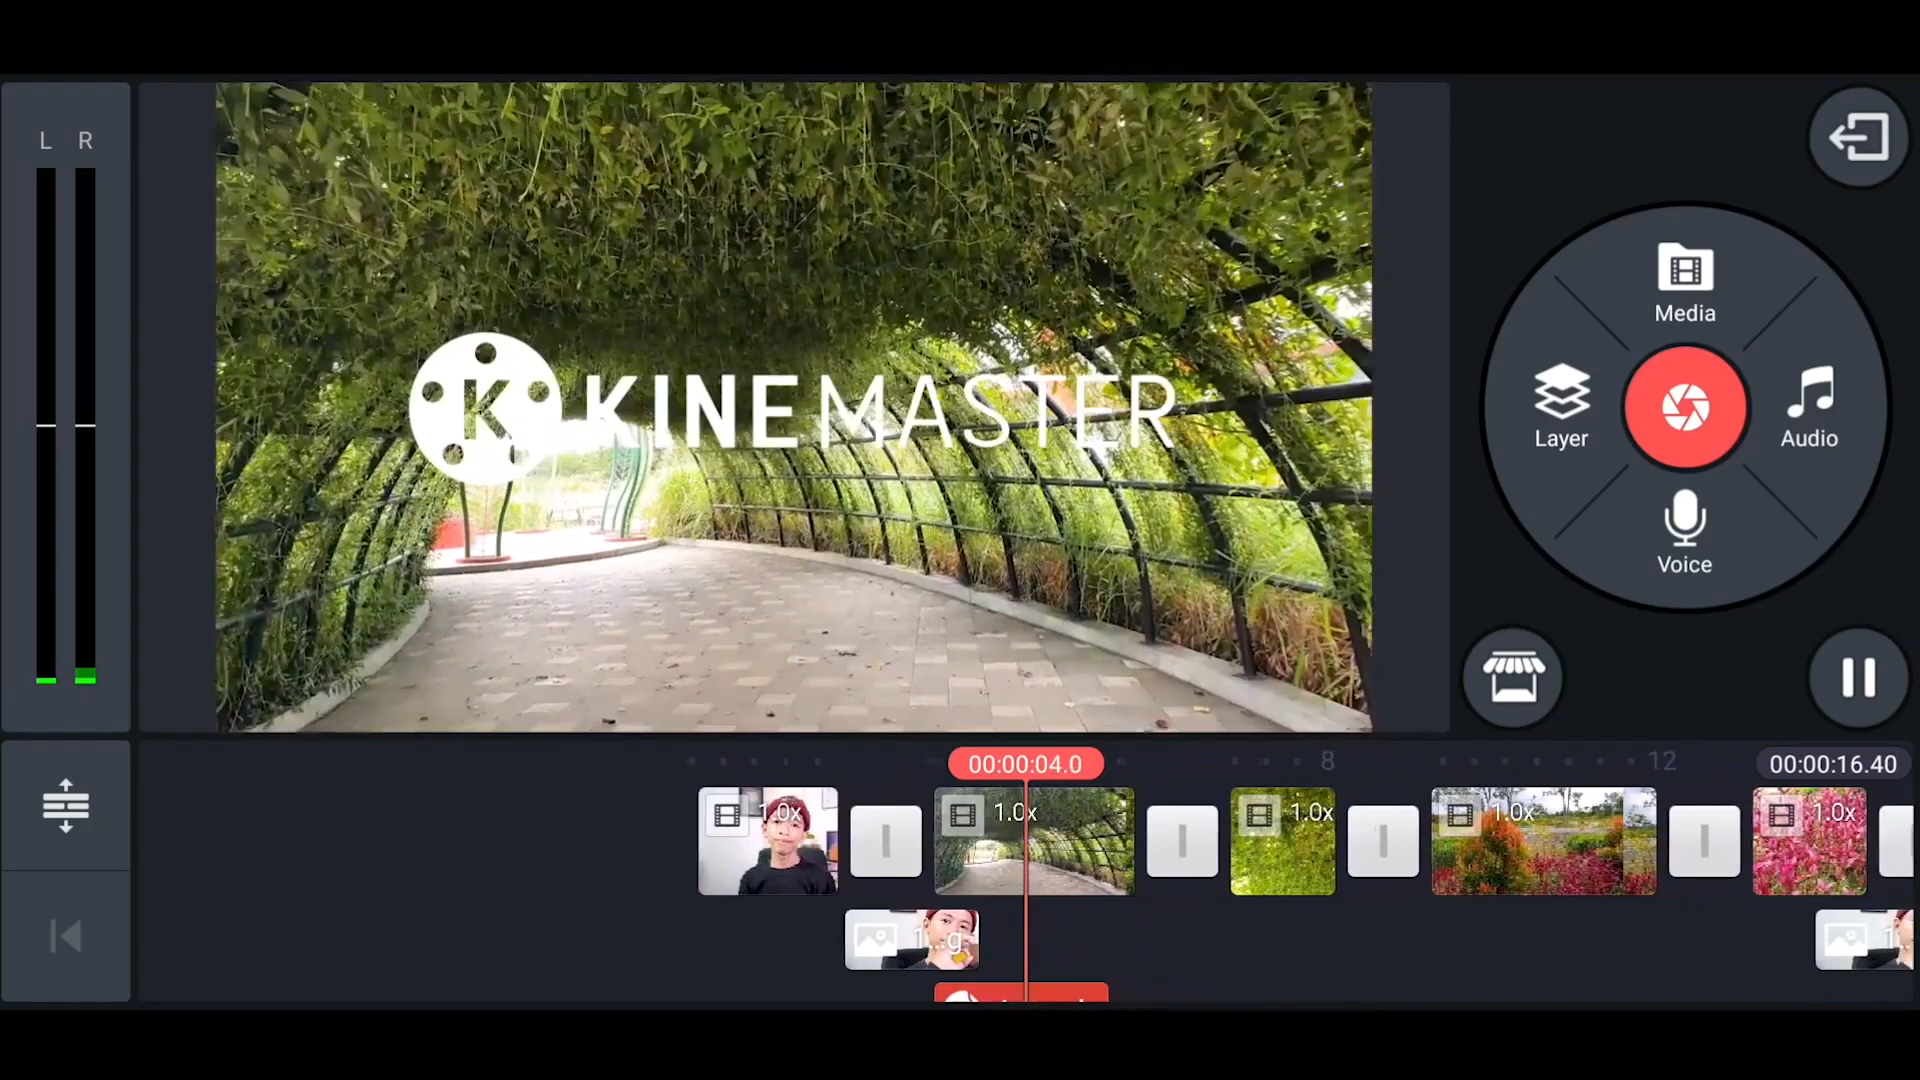 L R
KINEMASTER
Media
Layer
Audio
Voice
00:00:04.0
8
12
00:00:16.40
1.0x
1.0x
1.0x
1.0x
1.0x
1...g